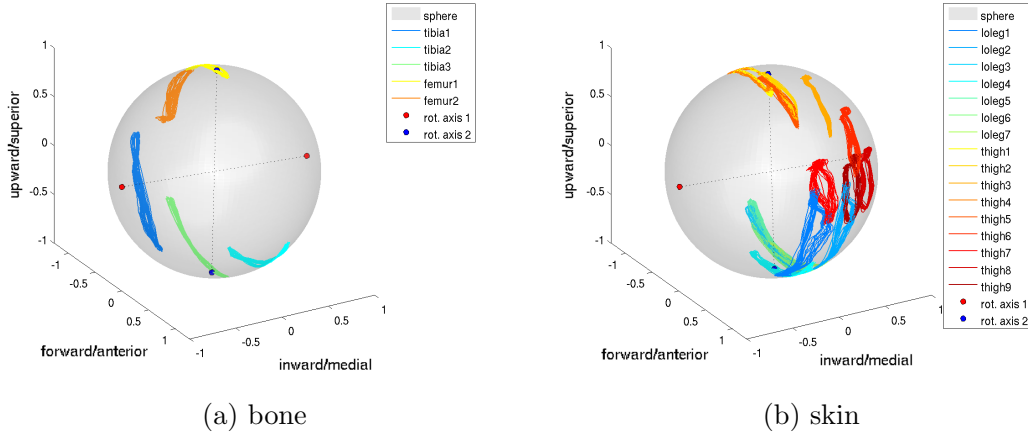 sphere
tibia1
tibia2
tibia3
femur1
femur2
rot. axis 1
rot. axis 2
1
0.5
0
-0.5
-1
upward/superior
-1
-0.5
0
0.5
1
forward/anterior
-1
-0.5
0
0.5
1
inward/medial
(a) bone
sphere
loleg1
loleg2
loleg3
loleg4
loleg5
loleg6
loleg7
thigh1
thigh2
thigh3
thigh4
thigh5
thigh6
thigh7
thigh8
thigh9
rot. axis 1
rot. axis 2
1
0.5
0
-0.5
-1
upward/superior
-1
-0.5
0
0.5
1
forward/anterior
-1
-0.5
0
0.5
1
inward/medial
(b) skin